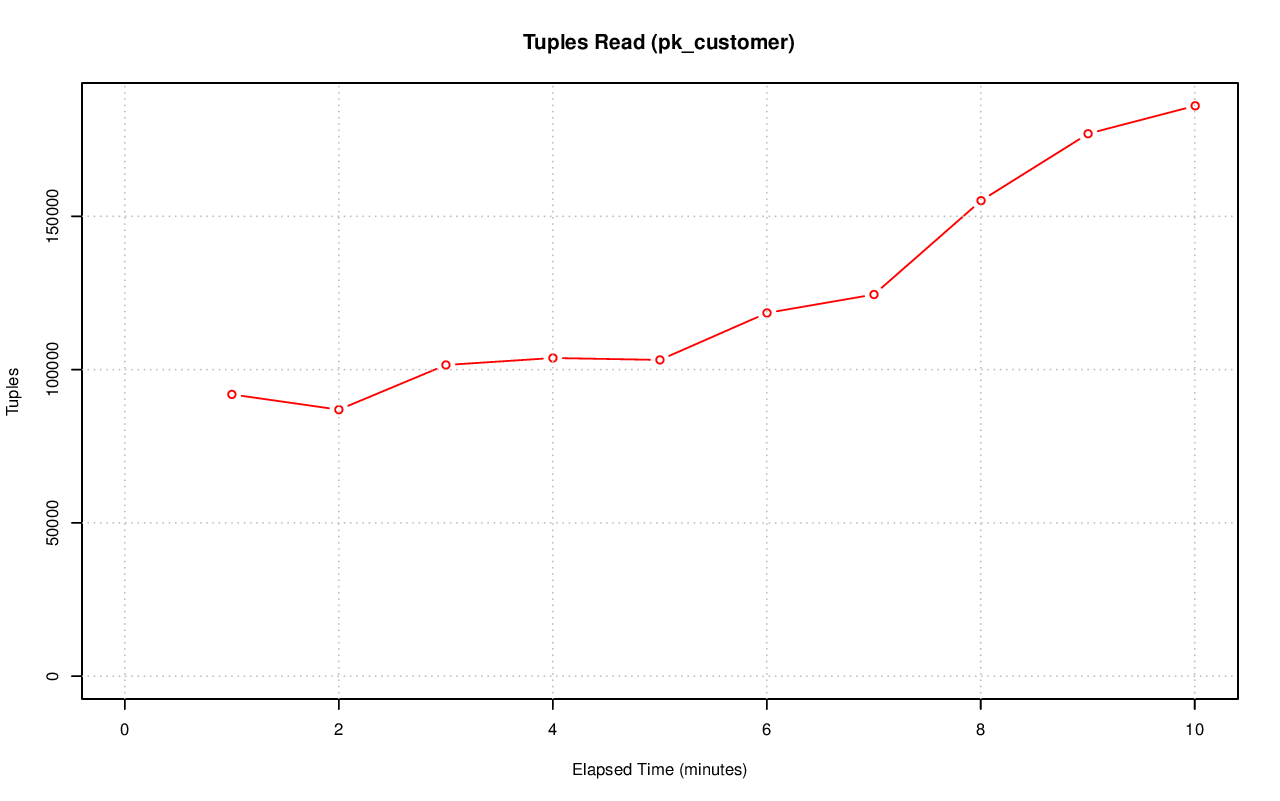 Tuples Read (pk_customer)
Tuples
150000
100000
50000
0
0 2 4 6 8 10
Elapsed Time (minutes)